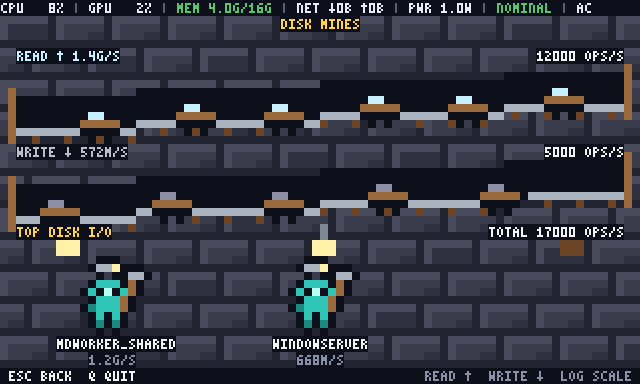 CPU 8% | GPU 2% | MEM 4.0G/16G | NET ↓0B ↑0B | PWR 1.0W | NOMINAL | AC
DISK MINES
READ ↑ 1.4G/S 12000 OPS/S
WRITE ↓ 572M/S 5000 OPS/S
TOP DISK I/O TOTAL 17000 OPS/S
MDWORKER_SHARED WINDOWSERVER
1.2G/S 668M/S
ESC BACK Q QUIT READ ↑ WRITE ↓ LOG SCALE